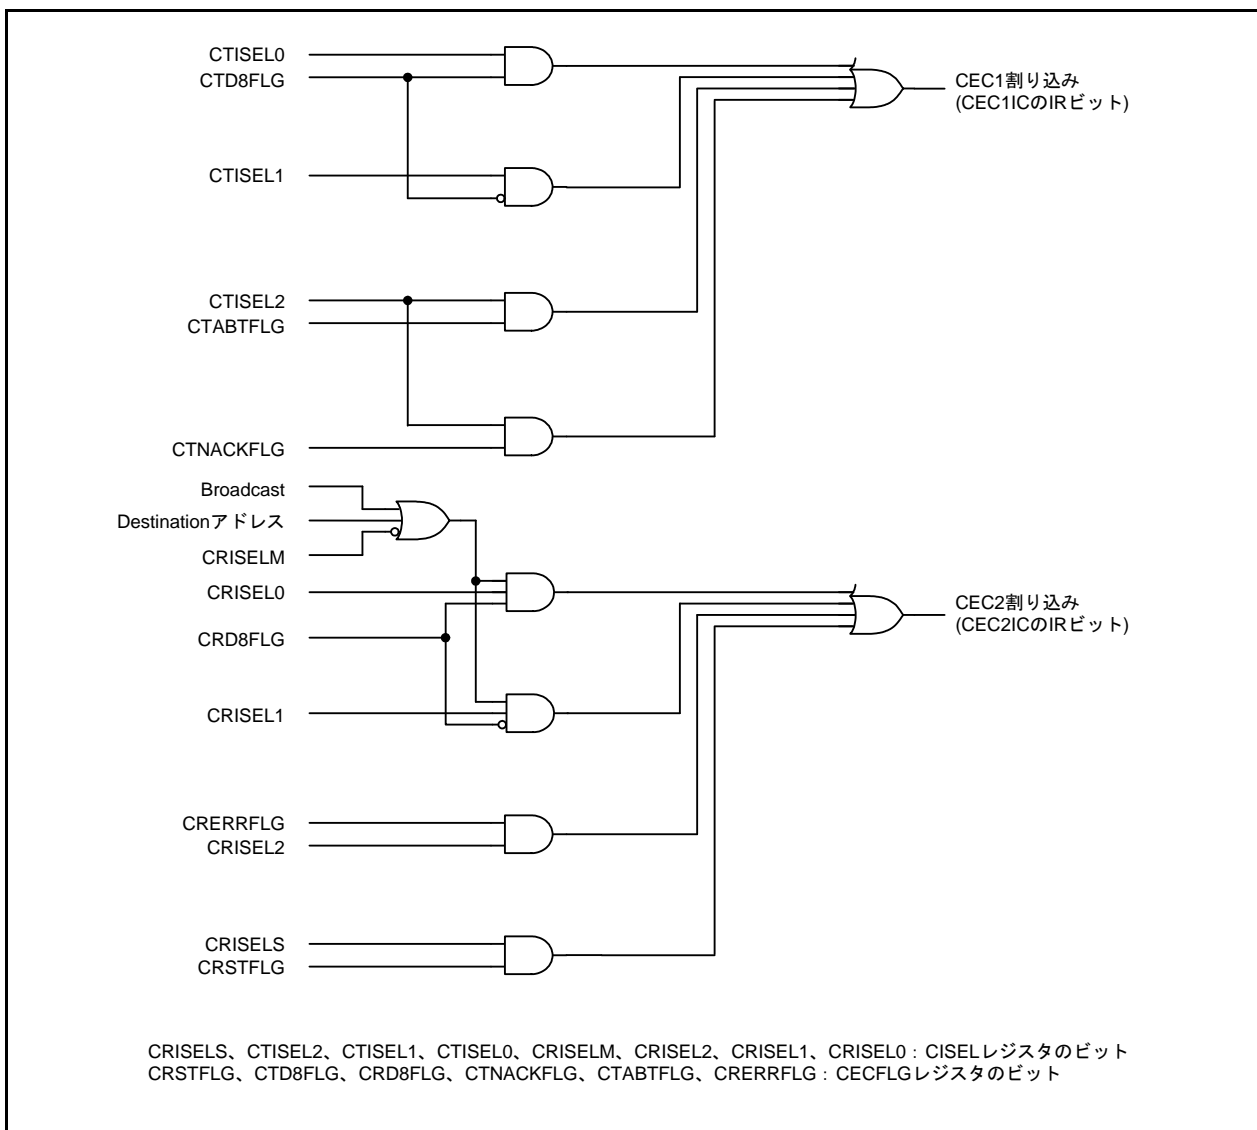 CTISEL0
CTD8FLG
CEC1割り込み
(CEC1ICのIRビット)
CTISEL1
CTISEL2
CTABTFLG
CTNACKFLG
Broadcast
Destinationアドレス
CRISELM
CRISEL0
CRD8FLG
CEC2割り込み
(CEC2ICのIRビット)
CRISEL1
CRERRFLG
CRISEL2
CRISELS
CRSTFLG
CRISELS、CTISEL2、CTISEL1、CTISEL0、CRISELM、CRISEL2、CRISEL1、CRISEL0：CISELレジスタのビット
CRSTFLG、CTD8FLG、CRD8FLG、CTNACKFLG、CTABTFLG、CRERRFLG：CECFLGレジスタのビット